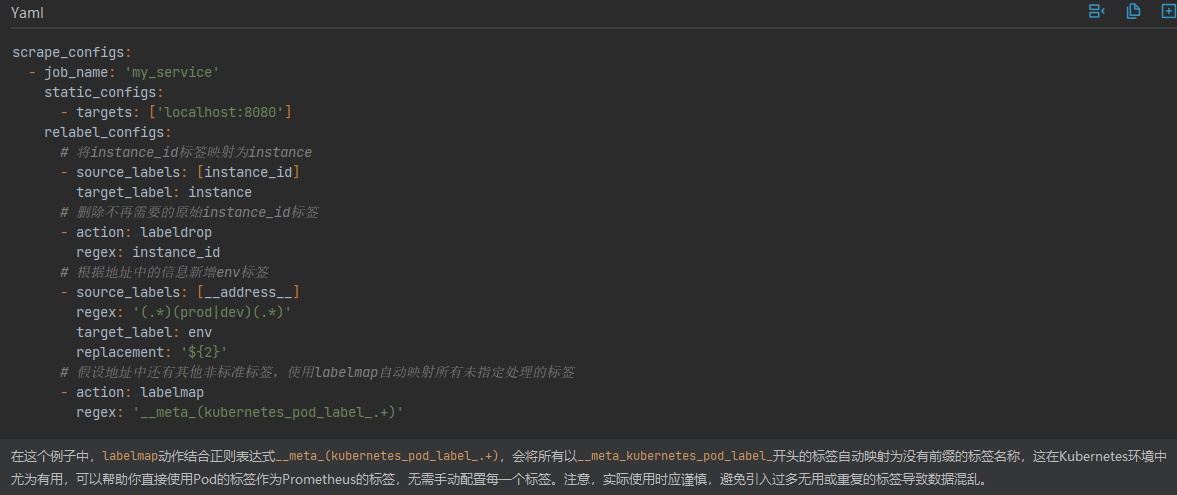 Yaml
scrape_configs:
  - job_name: 'my_service'
    static_configs:
      - targets: ['localhost:8080']
    relabel_configs:
      # 将instance_id标签映射为instance
      - source_labels: [instance_id]
        target_label: instance
      # 删除不再需要的原始instance_id标签
      - action: labeldrop
        regex: instance_id
      # 根据地址中的信息新增env标签
      - source_labels: [__address__]
        regex: '(.*)(prod|dev)(.*)'
        target_label: env
        replacement: '${2}'
      # 假设地址中还有其他非标准标签，使用labelmap自动映射所有未指定处理的标签
      - action: labelmap
        regex: '__meta_(kubernetes_pod_label_.+)'
在这个例子中，labelmap动作结合正则表达式__meta_(kubernetes_pod_label_.+)，会将所有以__meta_kubernetes_pod_label_开头的标签自动映射为没有前缀的标签名称，这在Kubernetes环境中
尤为有用，可以帮助你直接使用Pod的标签作为Prometheus的标签，无需手动配置每一个标签。注意，实际使用时应谨慎，避免引入过多无用或重复的标签导致数据混乱。